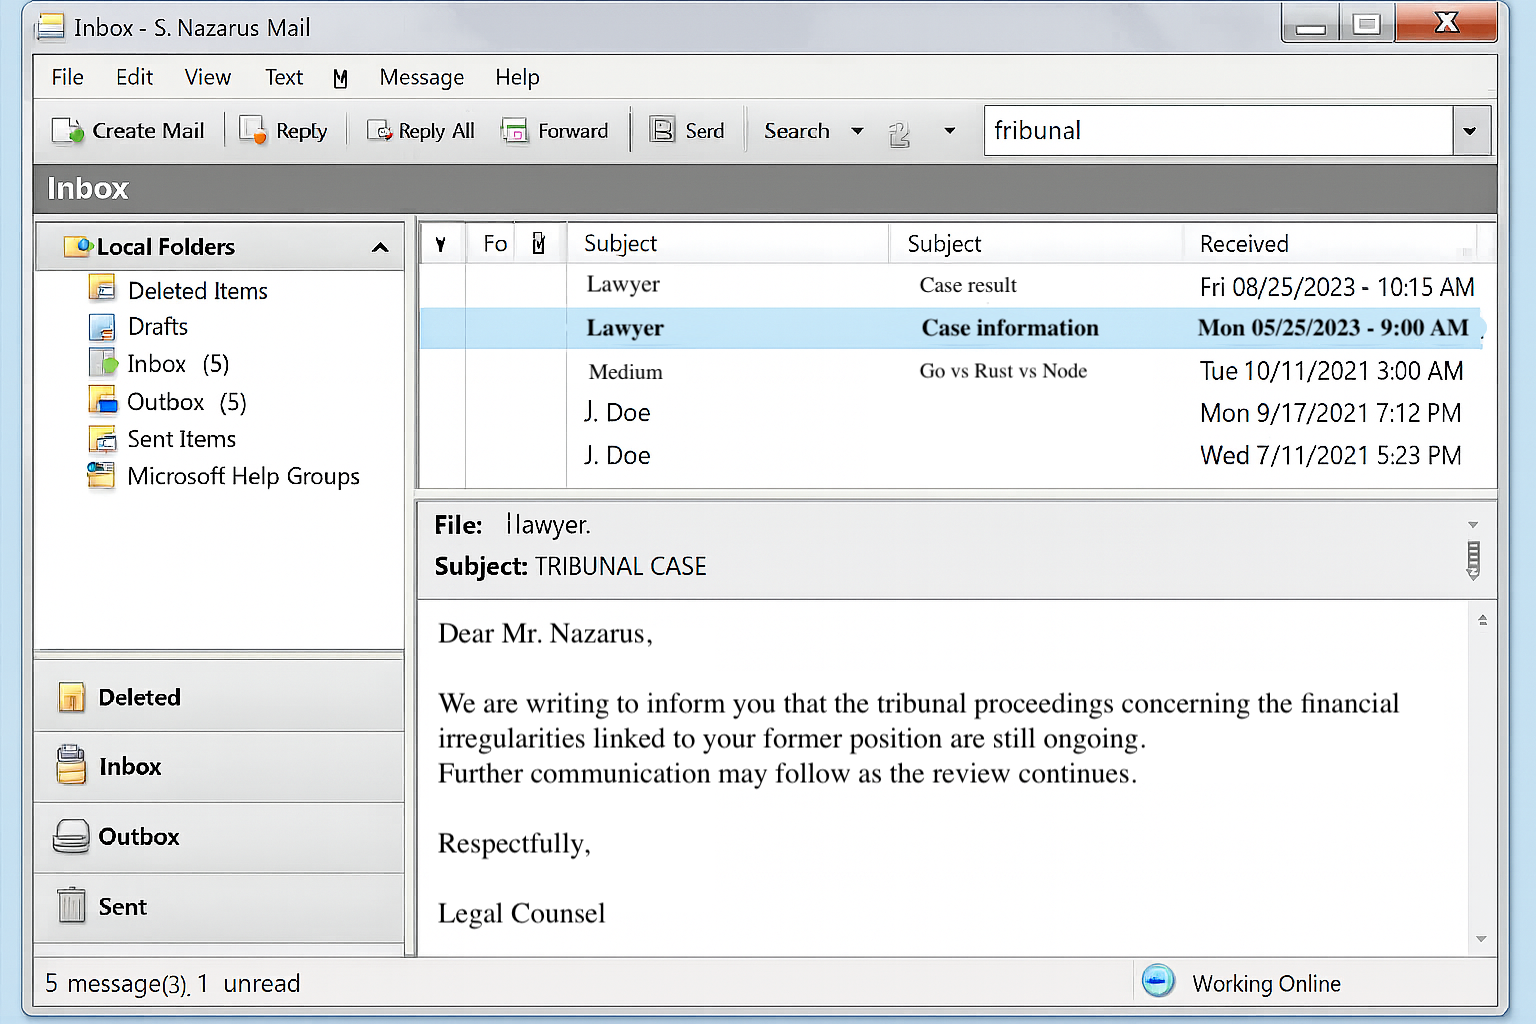 Inbox - S. Nazarus Mail
File Edit View Text M Message Help
Create Mail Reply Reply All Forward Serd Search fribunal
Inbox
Local Folders
Deleted Items
Drafts
Inbox (5)
Outbox (5)
Sent Items
Microsoft Help Groups
Deleted
Inbox
Outbox
Sent
Fo Subject Subject Received
Lawyer Case result Fri 08/25/2023 - 10:15 AM
Lawyer Case information Mon 05/25/2023 - 9:00 AM
Medium Go vs Rust vs Node Tue 10/11/2021 3:00 AM
J. Doe Mon 9/17/2021 7:12 PM
J. Doe Wed 7/11/2021 5:23 PM
File: llawyer.
Subject: TRIBUNAL CASE
Dear Mr. Nazarus,
We are writing to inform you that the tribunal proceedings concerning the financial
irregularities linked to your former position are still ongoing.
Further communication may follow as the review continues.
Respectfully,
Legal Counsel
5 message(3), 1 unread
Working Online